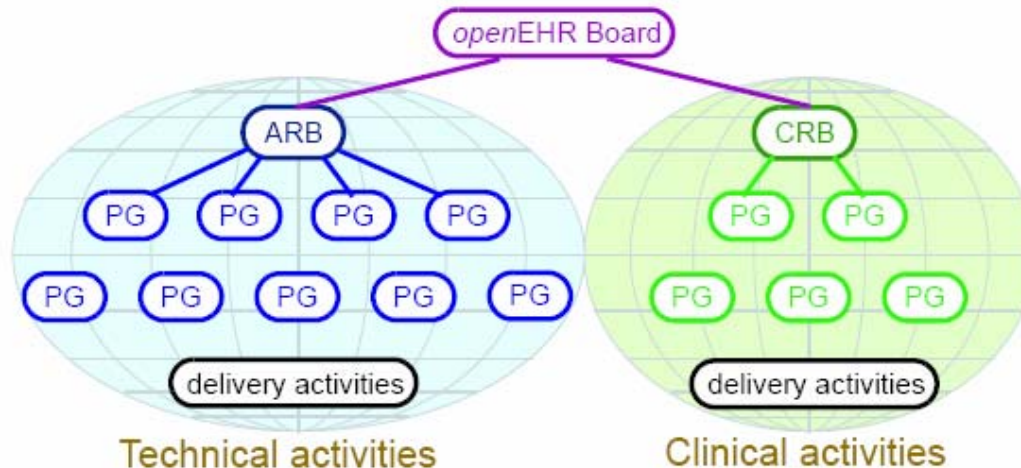 openEHR Board
ARB
CRB
PG PG PG PG
PG PG
PG PG PG PG PG
PG PG PG
delivery activities
delivery activities
Technical activities
Clinical activities